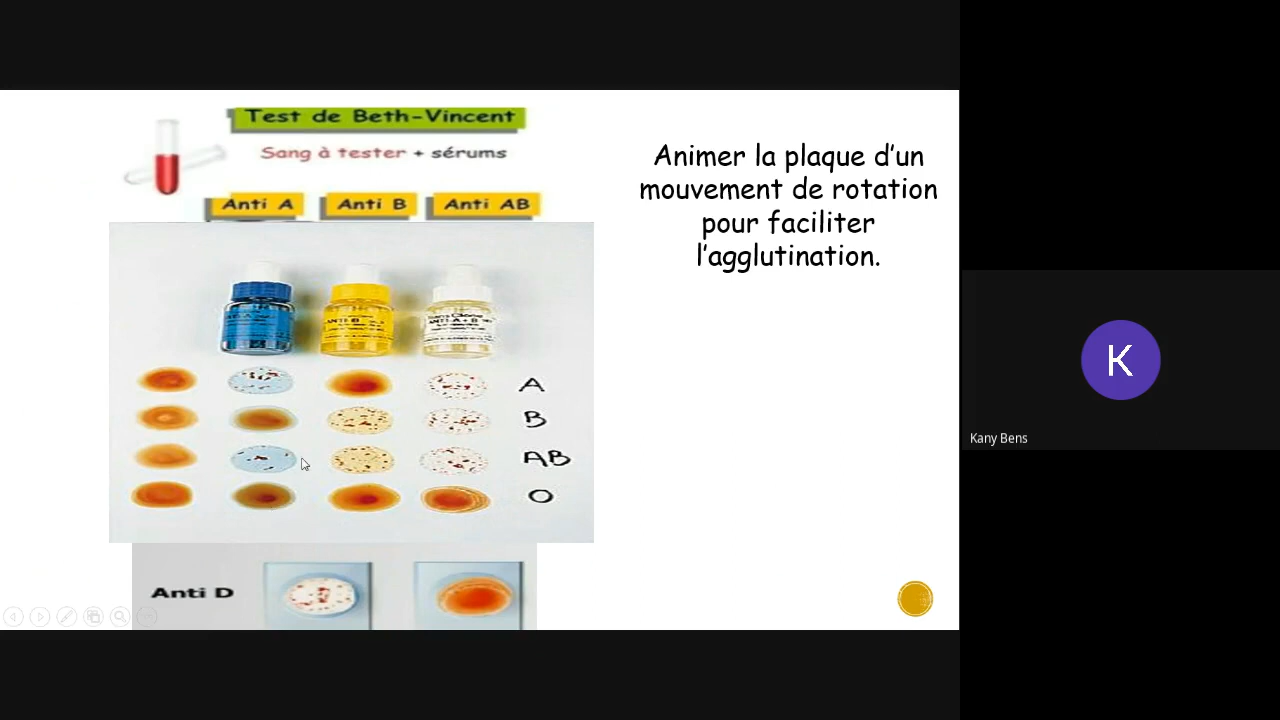 Test de Beth-Vincent
Sang à tester + sérums
Anti A
Anti B
Anti AB
Animer la plaque d'un
mouvement de rotation
pour faciliter
l'agglutination.
A
B
AB
O
Anti D
K
Kany Bens